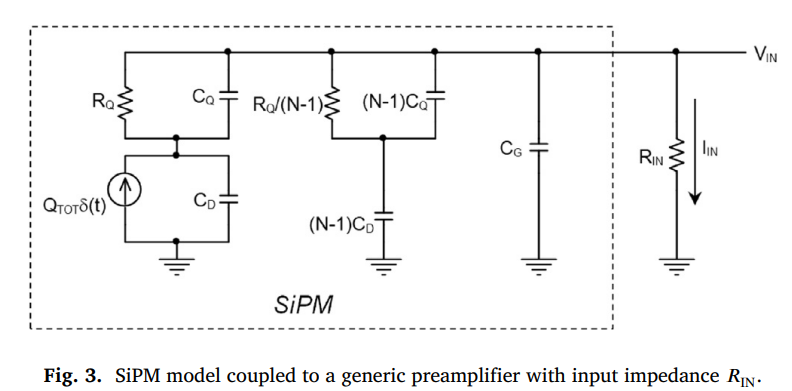 VIN
RQ
CQ
RQ/(N-1)
(N-1)CQ
CG
RIN
IIN
QTOTδ(t)
CD
(N-1)CD
SiPM
Fig. 3. SiPM model coupled to a generic preamplifier with input impedance RIN.